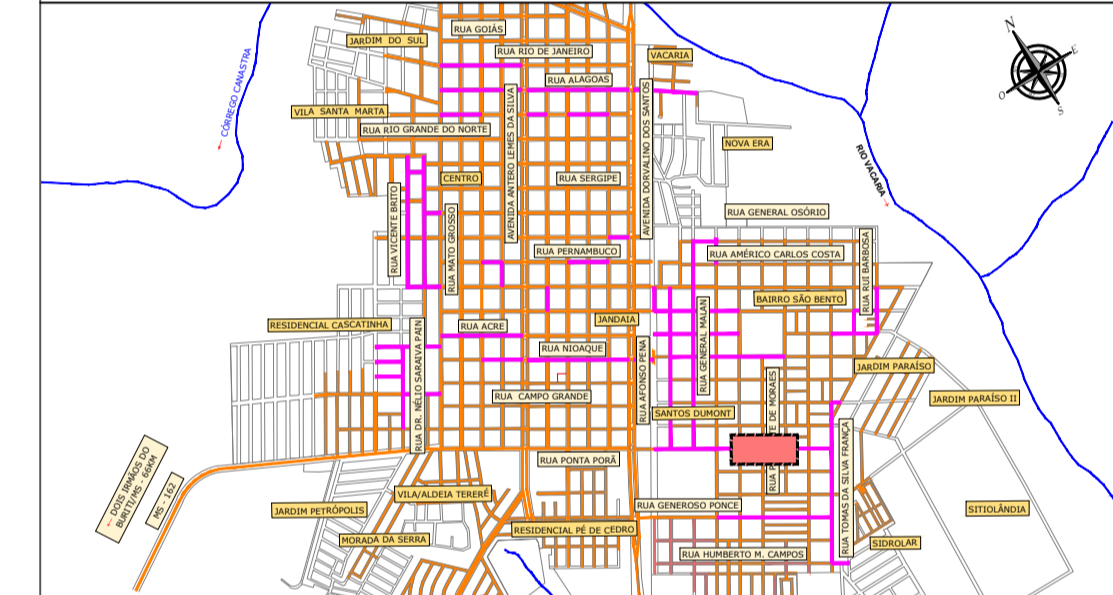 RUA GOIÁS
JARDIM DO SUL
RUA RIO DE JANEIRO
VACARIA
N
E
O
S
RUA ALAGOAS
← CÓRREGO CANASTRA
VILA SANTA MARTA
RUA RIO GRANDE DO NORTE
AVENIDA ANTERO LEMES DA SILVA
AVENIDA DORVALINO DOS SANTOS
NOVA ERA
RIO VACARIA →
CENTRO
RUA SERGIPE
RUA VICENTE BRITO
RUA MATO GROSSO
RUA GENERAL OSÓRIO
RUA PERNAMBUCO
RUA AMÉRICO CARLOS COSTA
RUA RUI BARBOSA
BAIRRO SÃO BENTO
RESIDENCIAL CASCATINHA
RUA ACRE
JANDAIA
RUA DR. NÉLIO SARAIVA PAIN
RUA NIOAQUE
RUA AFONSO PENA
RUA GENERAL MALAN
JARDIM PARAÍSO
RUA CAMPO GRANDE
SANTOS DUMONT
RUA P
TE DE MORAES
JARDIM PARAÍSO II
← DOIS IRMÃOS DO
BURITI/MS - 66KM
MS - 162
RUA PONTA PORÃ
RUA TOMAS DA SILVA FRANÇA
VILA/ALDEIA TERERÉ
JARDIM PETRÓPOLIS
RUA GENEROSO PONCE
SITIOLÂNDIA
MORADA DA SERRA
RESIDENCIAL PÉ DE CEDRO
SIDROLAR
RUA HUMBERTO M. CAMPOS